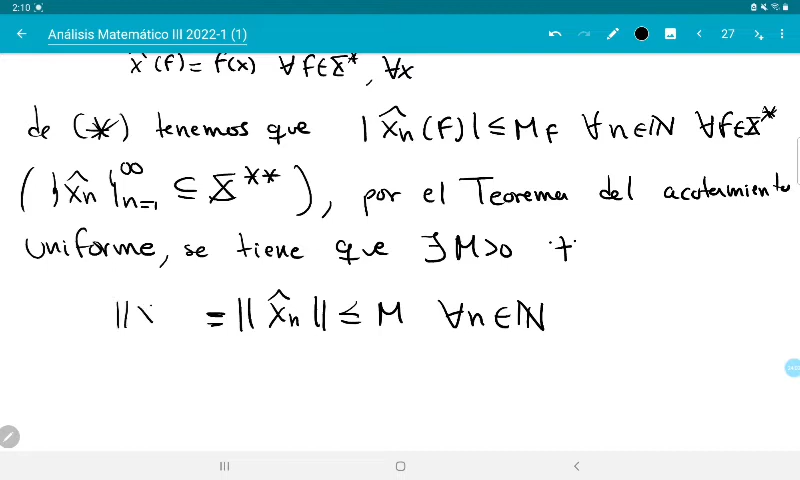 2:10
Análisis Matemático III 2022-1 (1)
27
x̂(f) = f(x) ∀f∈X*, ∀x
de (*) tenemos que |x̂n(f)| ≤ Mf ∀n∈ℕ ∀f∈X*
({x̂n}_{n=1}^∞ ⊆ X**), por el Teorema del acotamiento
uniforme, se tiene que ∃M>0 ·t·
||x = ||x̂n|| ≤ M ∀n∈ℕ